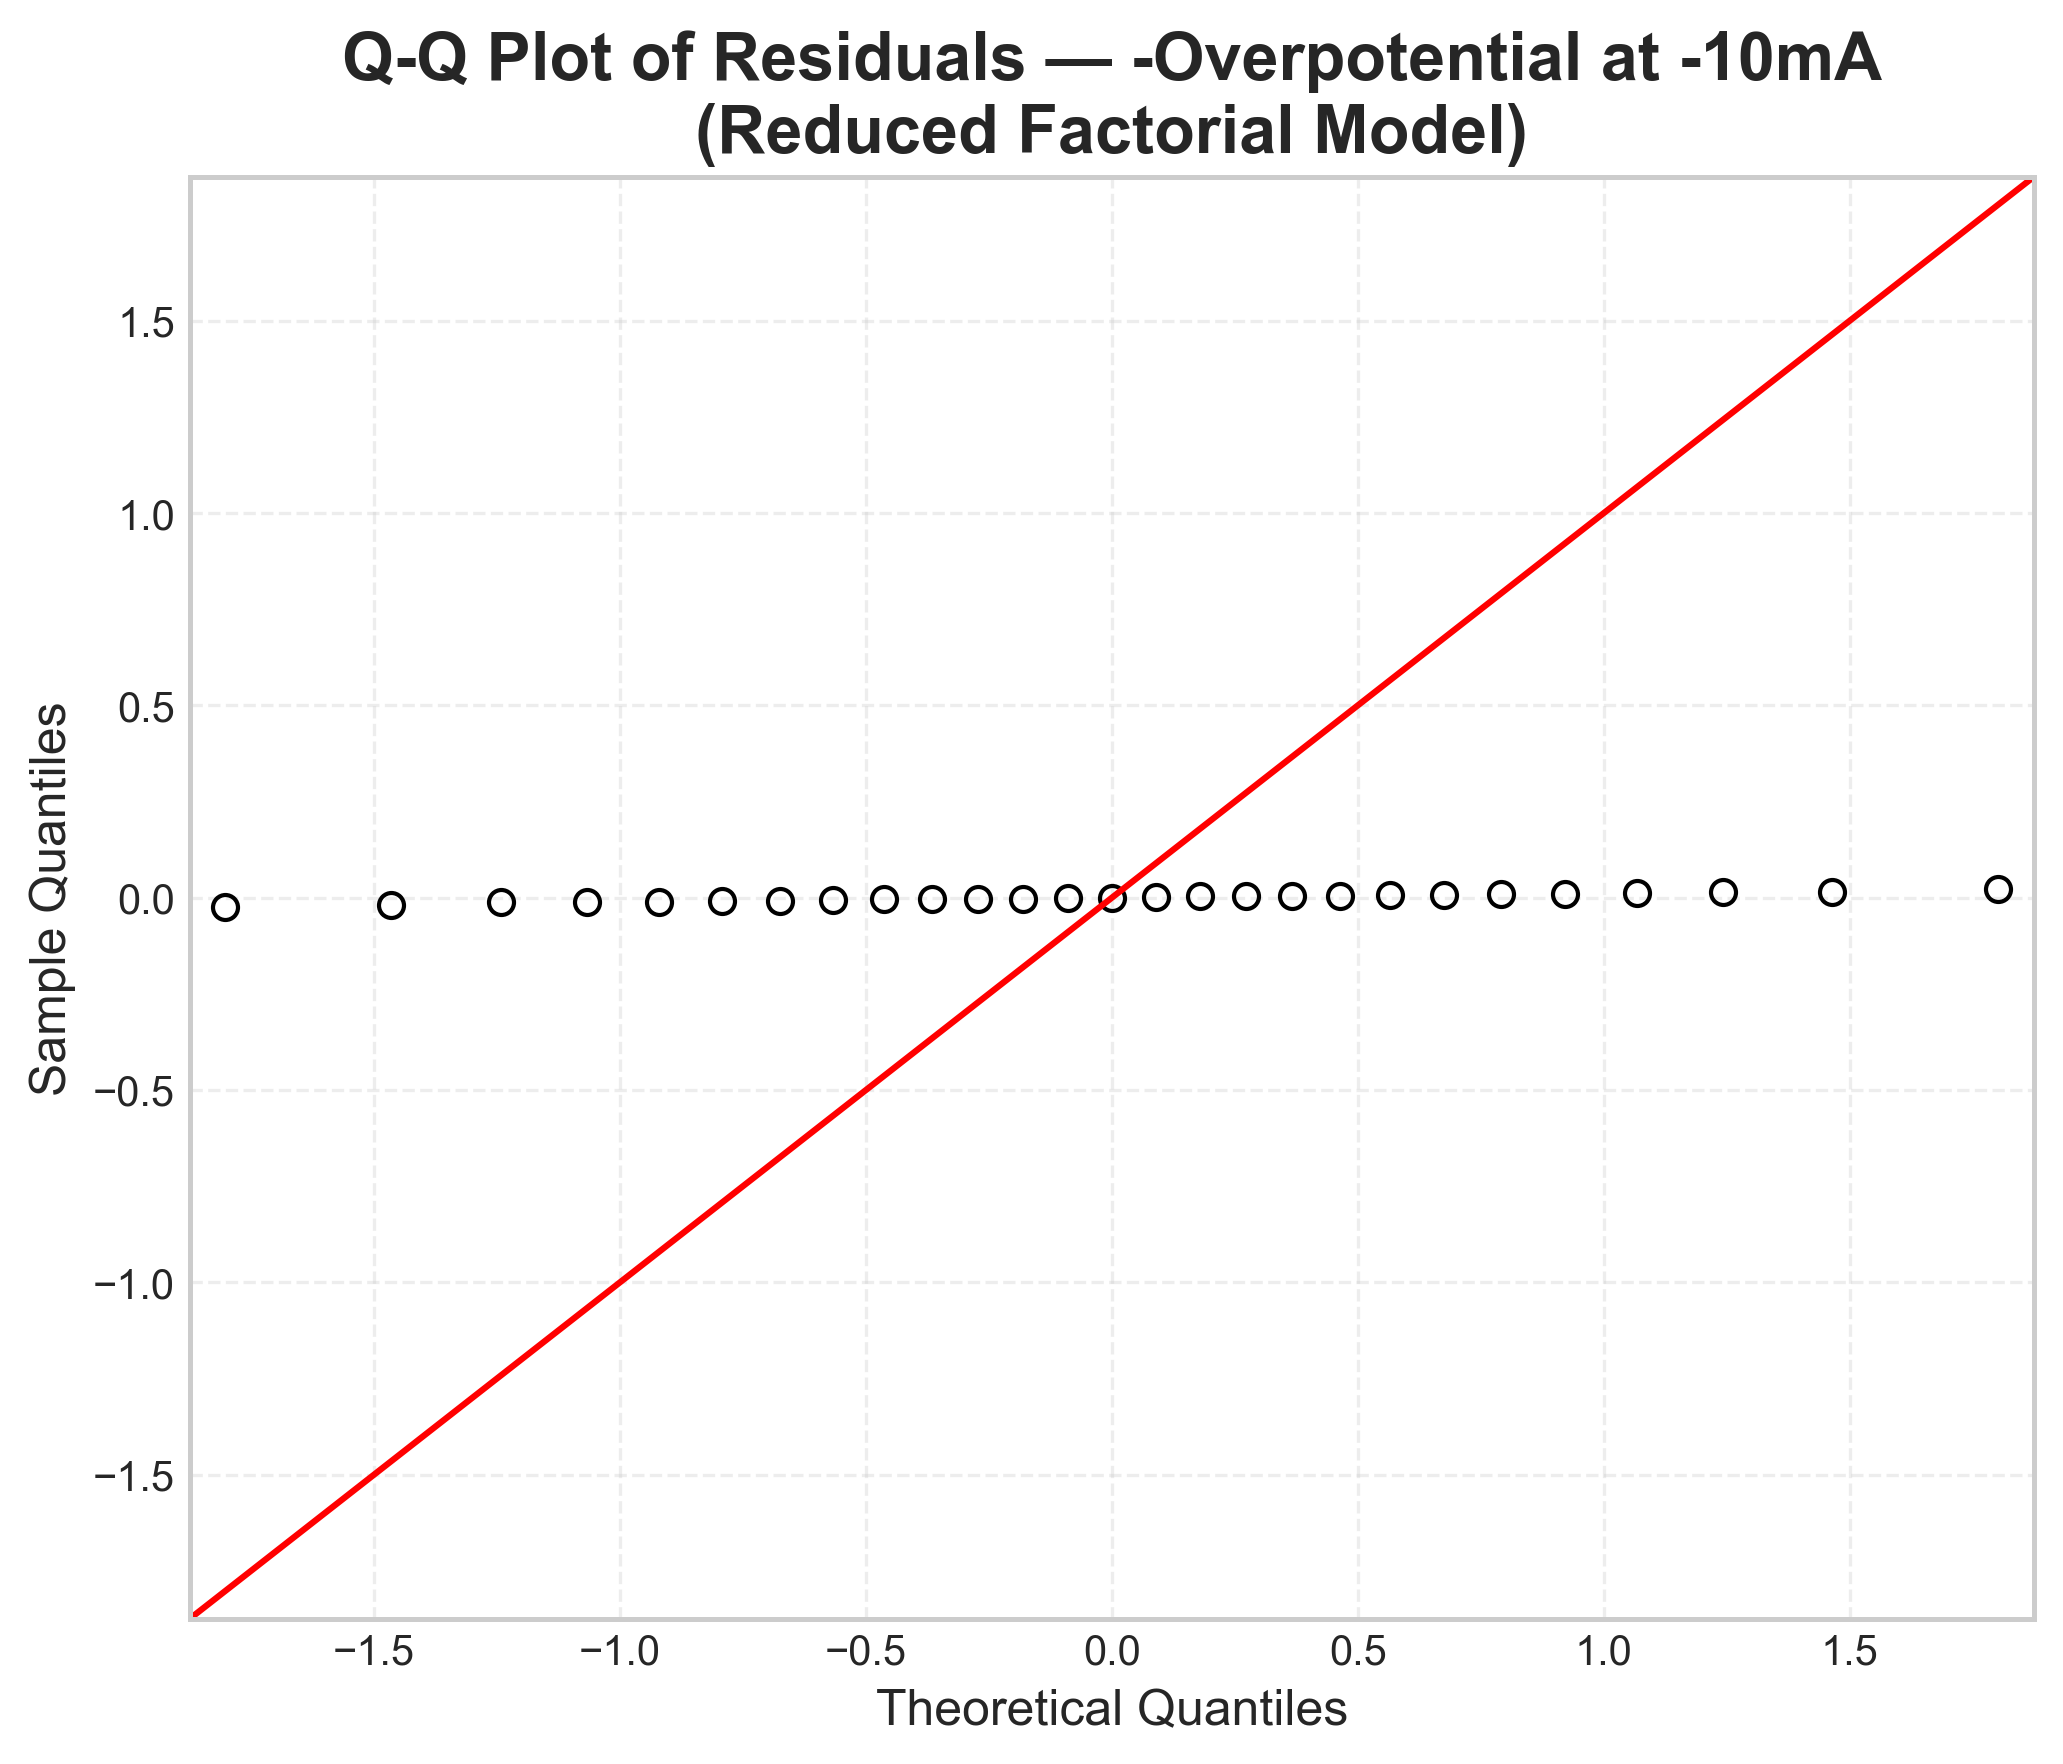 Q-Q Plot of Residuals — -Overpotential at -10mA
(Reduced Factorial Model)
1.5
1.0
0.5
0.0
−0.5
−1.0
−1.5
Sample Quantiles
−1.5 −1.0 −0.5 0.0 0.5 1.0 1.5
Theoretical Quantiles